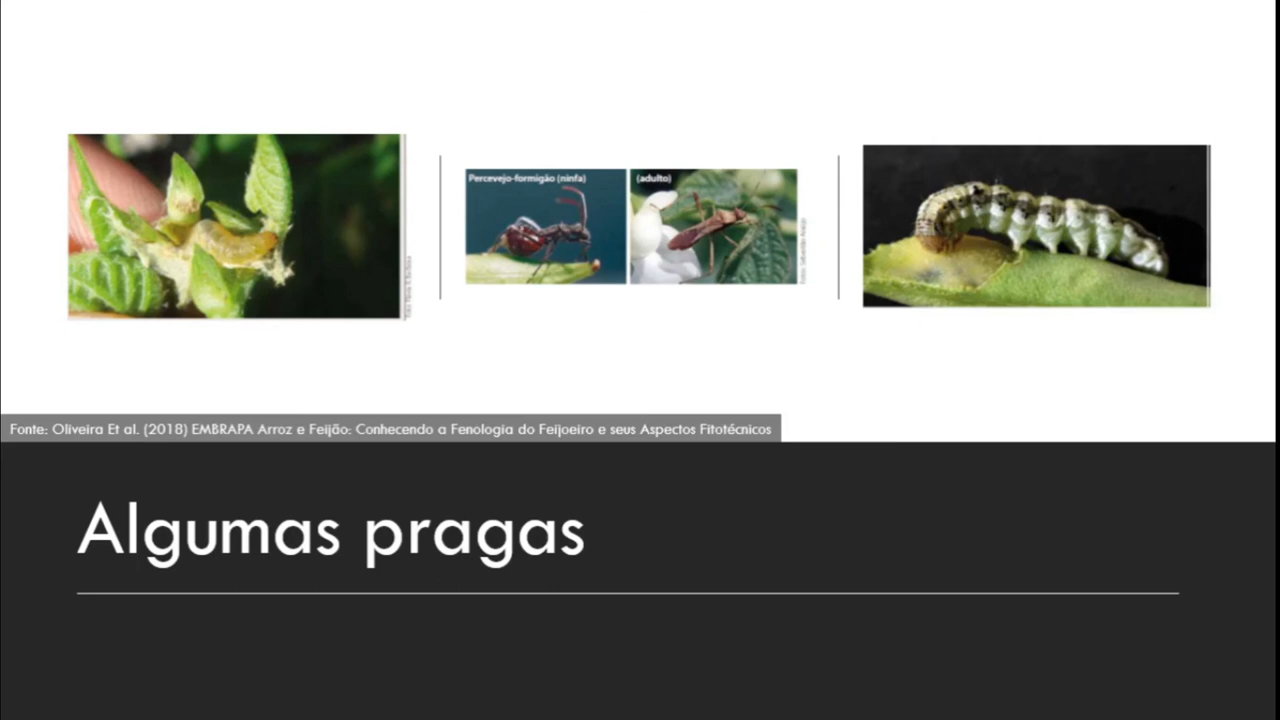 Percevejo-formigão (ninfa)
(adulto)
Fonte: Oliveira Et al. (2018) EMBRAPA Arroz e Feijão: Conhecendo a Fenologia do Feijoeiro e seus Aspectos Fitotécnicos
Algumas pragas